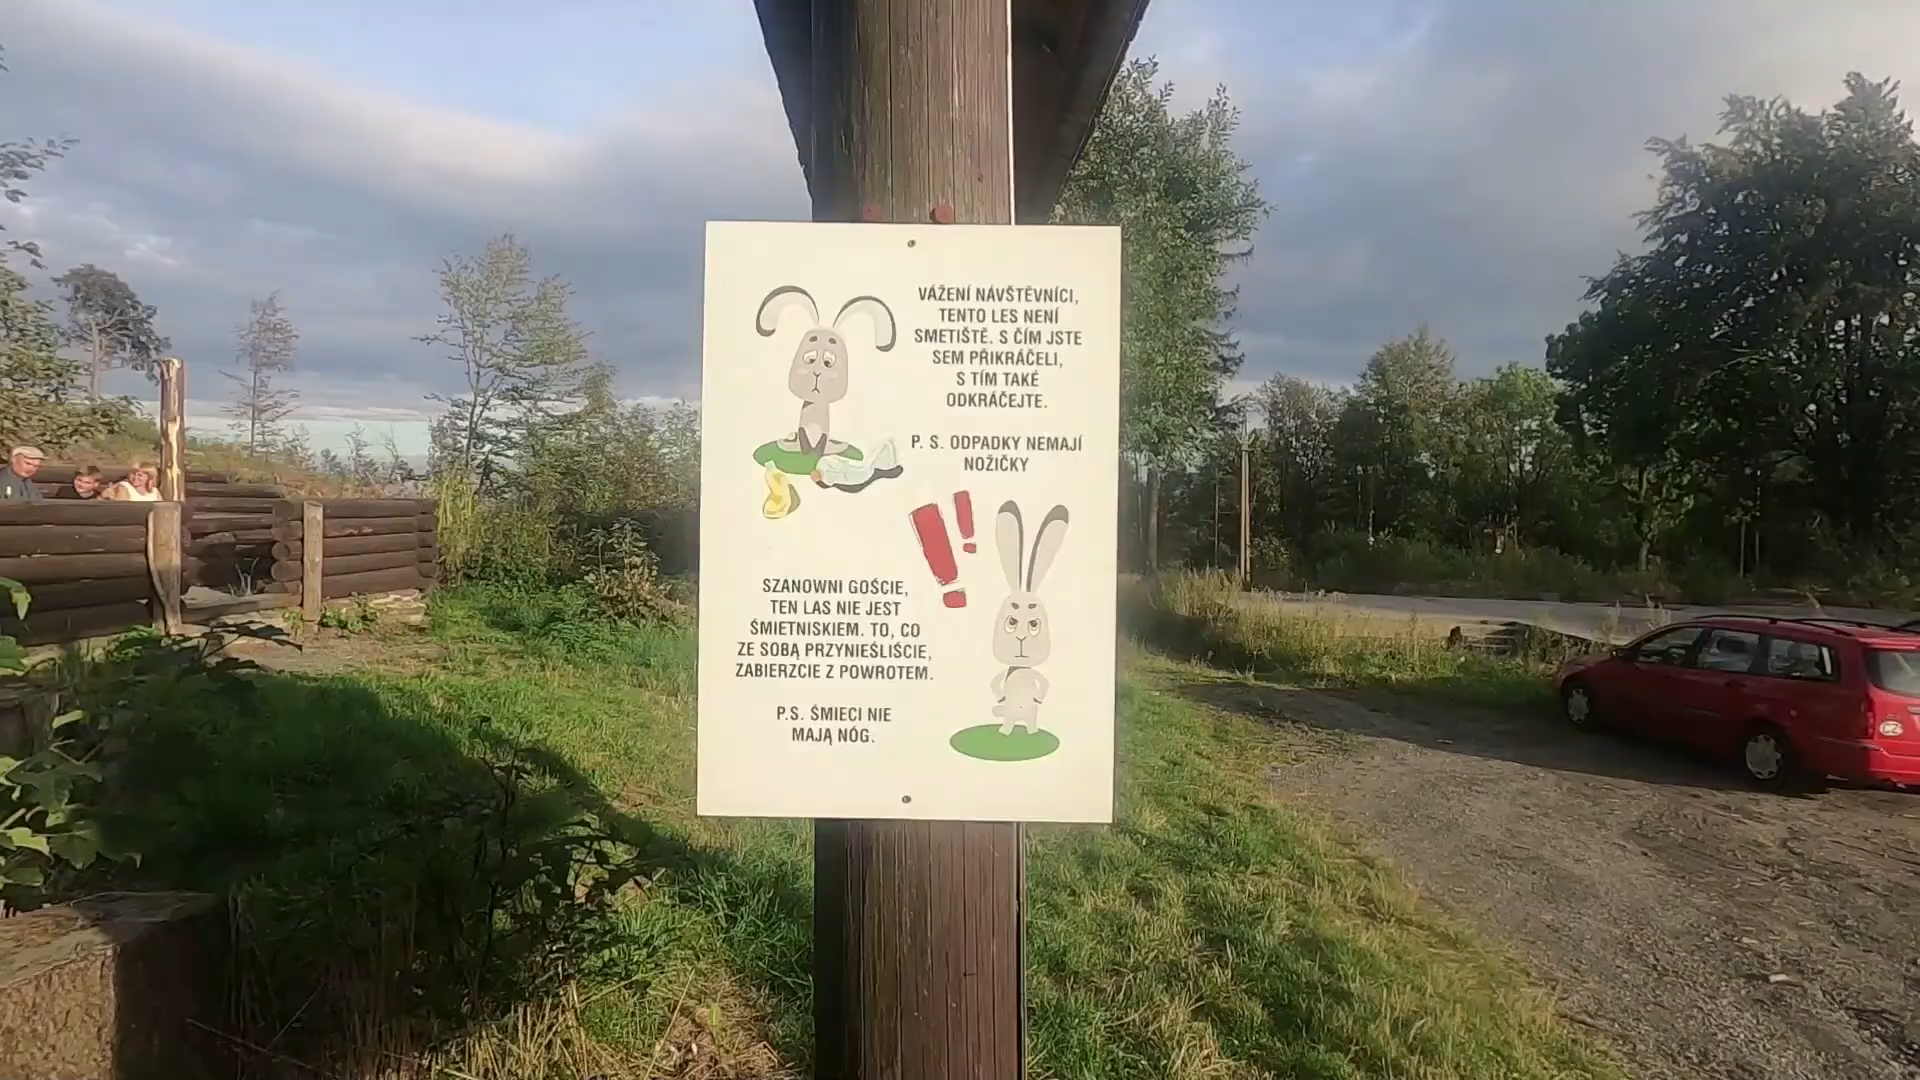 VÁŽENÍ NÁVŠTĚVNÍCI,
TENTO LES NENÍ
SMETIŠTĚ. S ČÍM JSTE
SEM PŘIKRÁČELI,
S TÍM TAKÉ
ODKRÁČEJTE.
P. S. ODPADKY NEMAJÍ
NOŽIČKY
SZANOWNI GOŚCIE,
TEN LAS NIE JEST
ŚMIETNISKIEM. TO, CO
ZE SOBĄ PRZYNIEŚLIŚCIE,
ZABIERZCIE Z POWROTEM.
P.S. ŚMIECI NIE
MAJĄ NÓG.
CZ